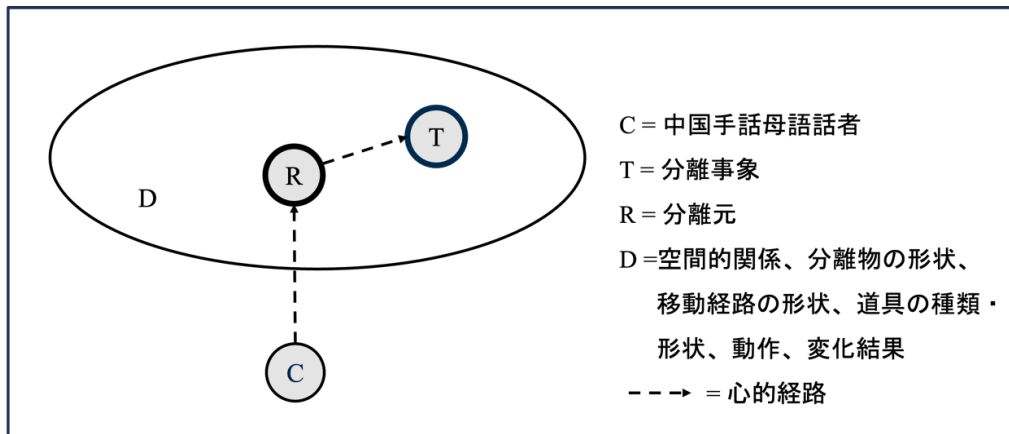 T
R
D
C
C = 中国手話母語話者
T = 分離事象
R = 分離元
D =空間的関係、分離物の形状、
移動経路の形状、道具の種類・
形状、動作、変化結果
= 心的経路